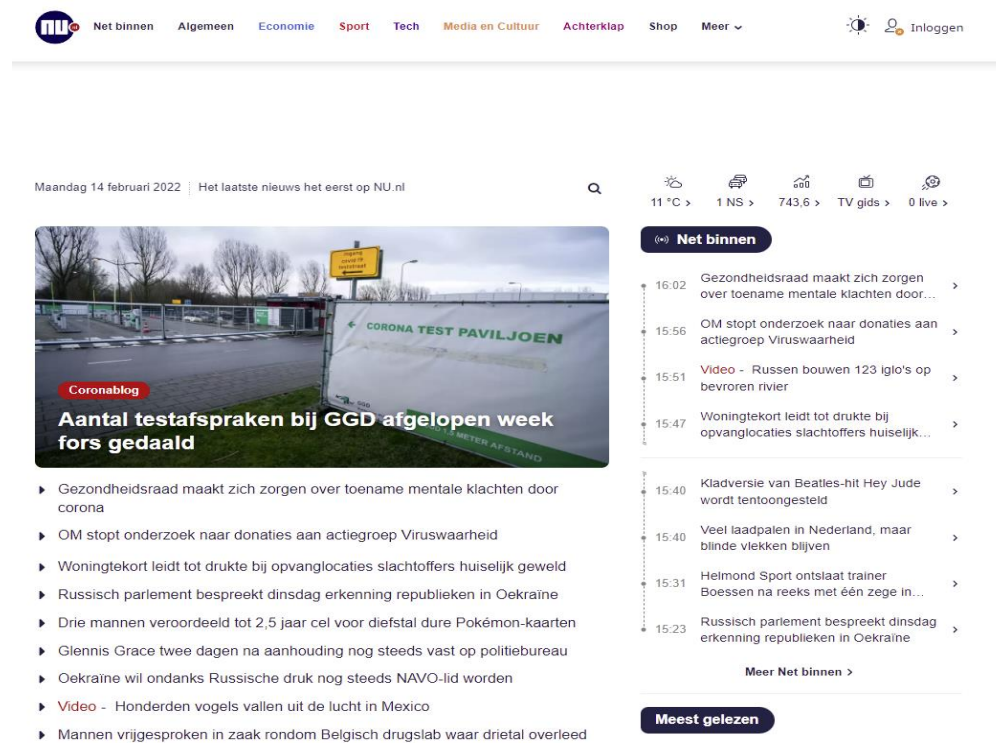 NU.nl
Net binnen
Algemeen
Economie
Sport
Tech
Media en Cultuur
Achterklap
Shop
Meer
Inloggen
Maandag 14 februari 2022
Het laatste nieuws het eerst op NU.nl
11 °C
1 NS
743,6
TV gids
0 live
Ingang
covid-19
teststraat
CORONA TEST PAVILJOEN
GGD
1,5 METER AFSTAND
Coronablog
Aantal testafspraken bij GGD afgelopen week
fors gedaald
Gezondheidsraad maakt zich zorgen over toename mentale klachten door
corona
OM stopt onderzoek naar donaties aan actiegroep Viruswaarheid
Woningtekort leidt tot drukte bij opvanglocaties slachtoffers huiselijk geweld
Russisch parlement bespreekt dinsdag erkenning republieken in Oekraïne
Drie mannen veroordeeld tot 2,5 jaar cel voor diefstal dure Pokémon-kaarten
Glennis Grace twee dagen na aanhouding nog steeds vast op politiebureau
Oekraïne wil ondanks Russische druk nog steeds NAVO-lid worden
Video - Honderden vogels vallen uit de lucht in Mexico
Mannen vrijgesproken in zaak rondom Belgisch drugslab waar drietal overleed
Net binnen
16:02
Gezondheidsraad maakt zich zorgen
over toename mentale klachten door...
15:56
OM stopt onderzoek naar donaties aan
actiegroep Viruswaarheid
15:51
Video - Russen bouwen 123 iglo's op
bevroren rivier
15:47
Woningtekort leidt tot drukte bij
opvanglocaties slachtoffers huiselijk...
15:40
Kladversie van Beatles-hit Hey Jude
wordt tentoongesteld
15:40
Veel laadpalen in Nederland, maar
blinde vlekken blijven
15:31
Helmond Sport ontslaat trainer
Boessen na reeks met één zege in...
15:23
Russisch parlement bespreekt dinsdag
erkenning republieken in Oekraïne
Meer Net binnen
Meest gelezen